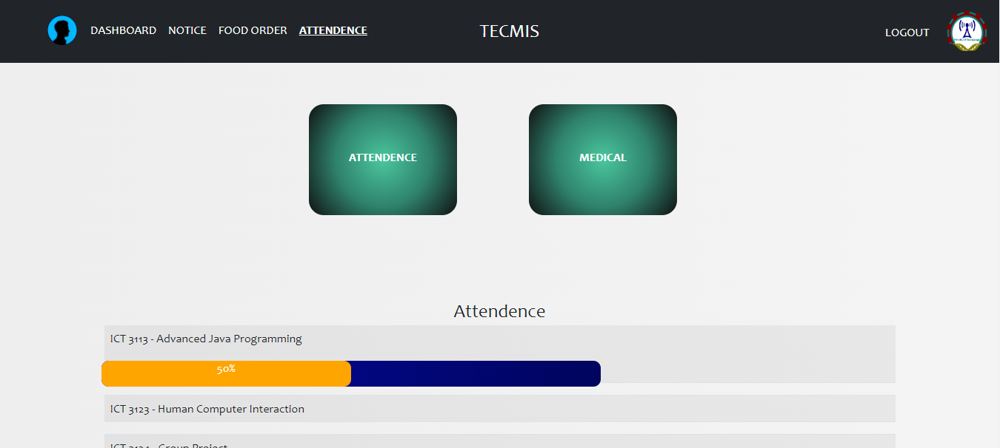 DASHBOARD NOTICE FOOD ORDER ATTENDENCE TECMIS LOGOUT
ATTENDENCE MEDICAL
Attendence
ICT 3113 - Advanced Java Programming
50%
ICT 3123 - Human Computer Interaction
ICT 3134 - Group Project